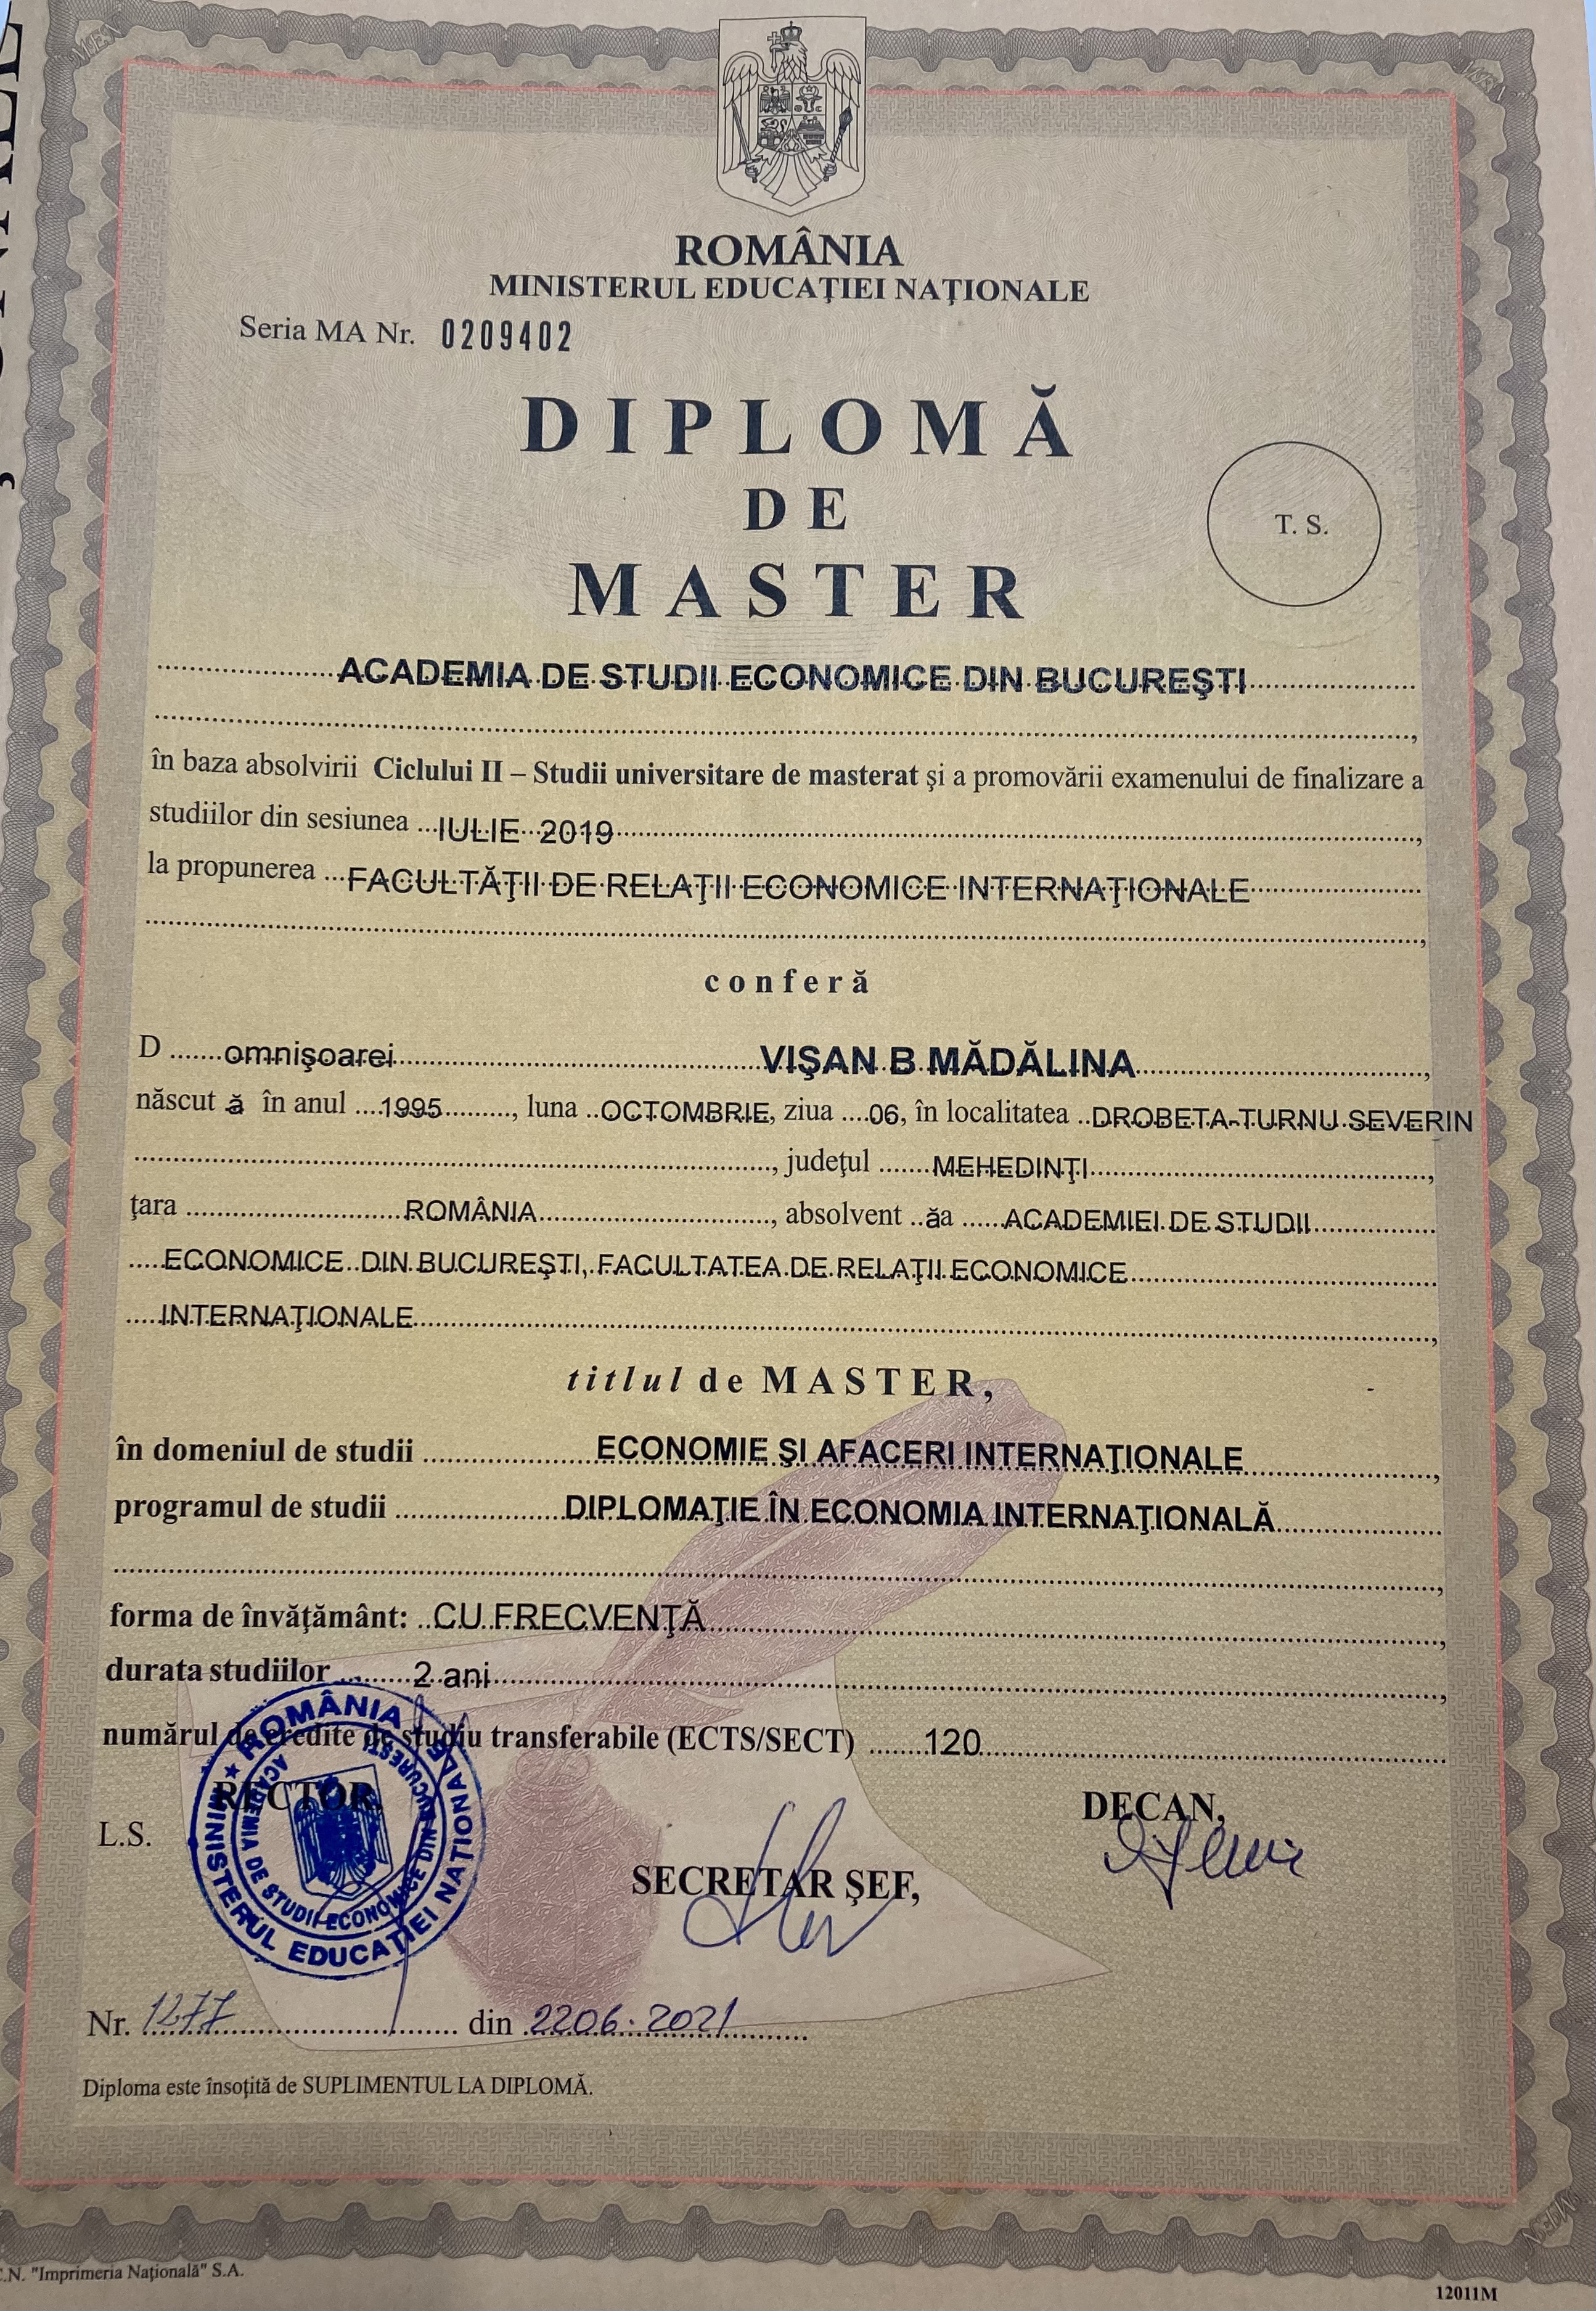 ROMÂNIA
MINISTERUL EDUCAŢIEI NAŢIONALE
Seria MA Nr. 0209402
DIPLOMĂ
DE
MASTER
T. S.
ACADEMIA DE STUDII ECONOMICE DIN BUCUREŞTI
în baza absolvirii Ciclului II – Studii universitare de masterat şi a promovării examenului de finalizare a
studiilor din sesiunea IULIE 2019,
la propunerea FACULTĂŢII DE RELAŢII ECONOMICE INTERNAŢIONALE
conferă
D omnişoarei VIŞAN B MĂDĂLINA,
născut ă în anul 1995, luna OCTOMBRIE, ziua 06, în localitatea DROBETA-TURNU SEVERIN
, judeţul MEHEDINŢI,
ţara ROMÂNIA, absolvent ăa ACADEMIEI DE STUDII
ECONOMICE DIN BUCUREŞTI, FACULTATEA DE RELAŢII ECONOMICE
INTERNAŢIONALE,
titlul de MASTER,
în domeniul de studii ECONOMIE ŞI AFACERI INTERNAŢIONALE,
programul de studii DIPLOMAŢIE ÎN ECONOMIA INTERNAŢIONALĂ
forma de învăţământ: CU FRECVENŢĂ,
durata studiilor 2 ani,
numărul de credite de studiu transferabile (ECTS/SECT) 120
RECTOR,
L.S.
ROMÂNIA
MINISTERUL EDUCAŢIEI NAŢIONALE
ACADEMIA DE STUDII ECONOMICE DIN BUCUREŞTI
SECRETAR ŞEF,
DECAN,
Nr. 1277 din 22.06.2021
Diploma este însoţită de SUPLIMENTUL LA DIPLOMĂ.
C.N. "Imprimeria Naţională" S.A.
12011M